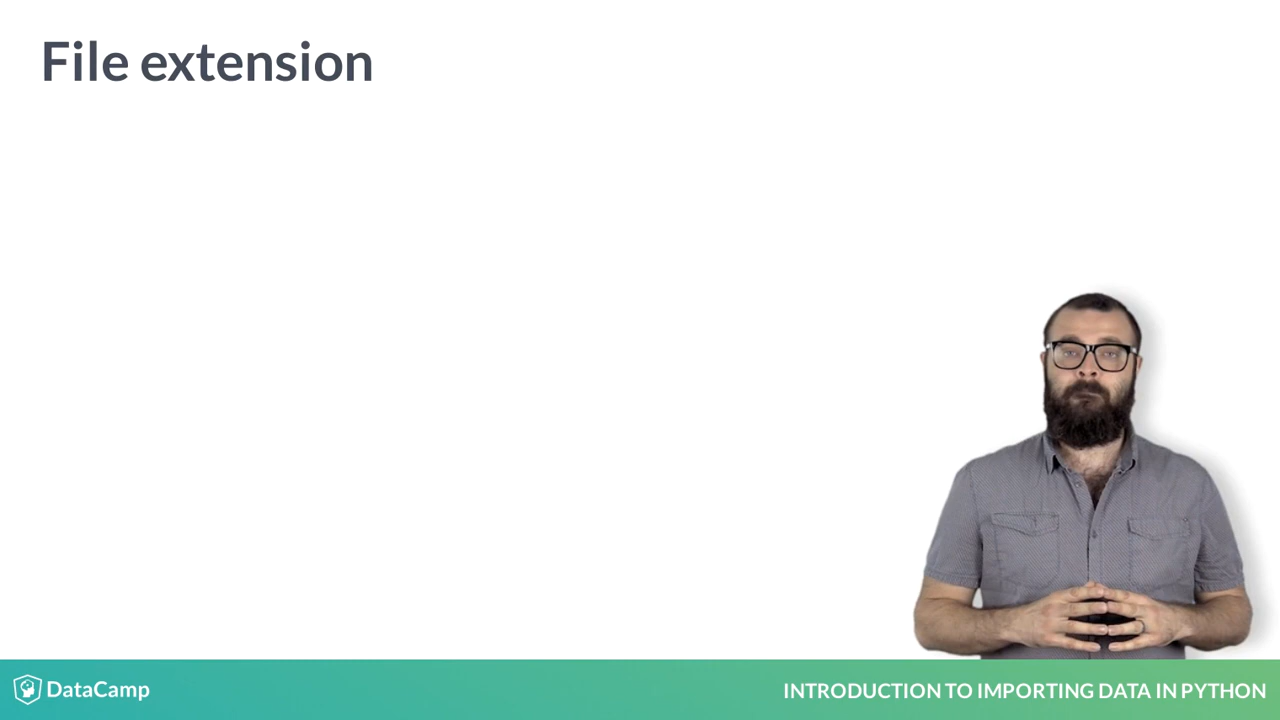 File extension
DataCamp
INTRODUCTION TO IMPORTING DATA IN PYTHON